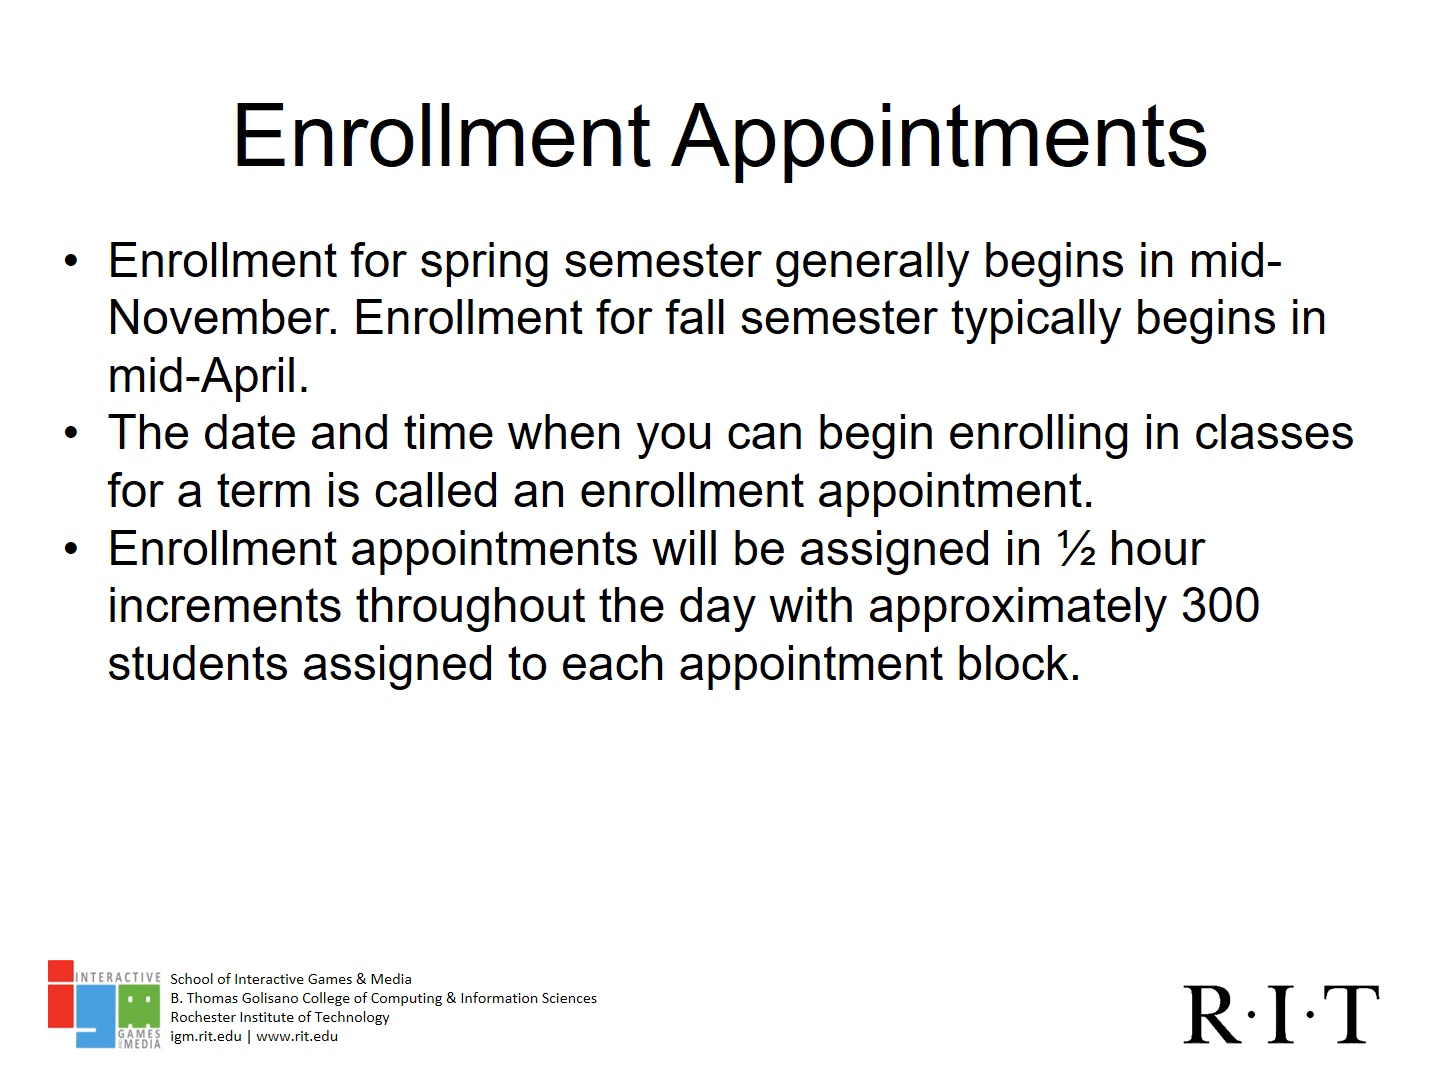 Enrollment Appointments
• Enrollment for spring semester generally begins in mid-
November. Enrollment for fall semester typically begins in
mid-April.
• The date and time when you can begin enrolling in classes
for a term is called an enrollment appointment.
• Enrollment appointments will be assigned in ½ hour
increments throughout the day with approximately 300
students assigned to each appointment block.
INTERACTIVE
GAMES
AND MEDIA
School of Interactive Games & Media
B. Thomas Golisano College of Computing & Information Sciences
Rochester Institute of Technology
igm.rit.edu | www.rit.edu
R·I·T